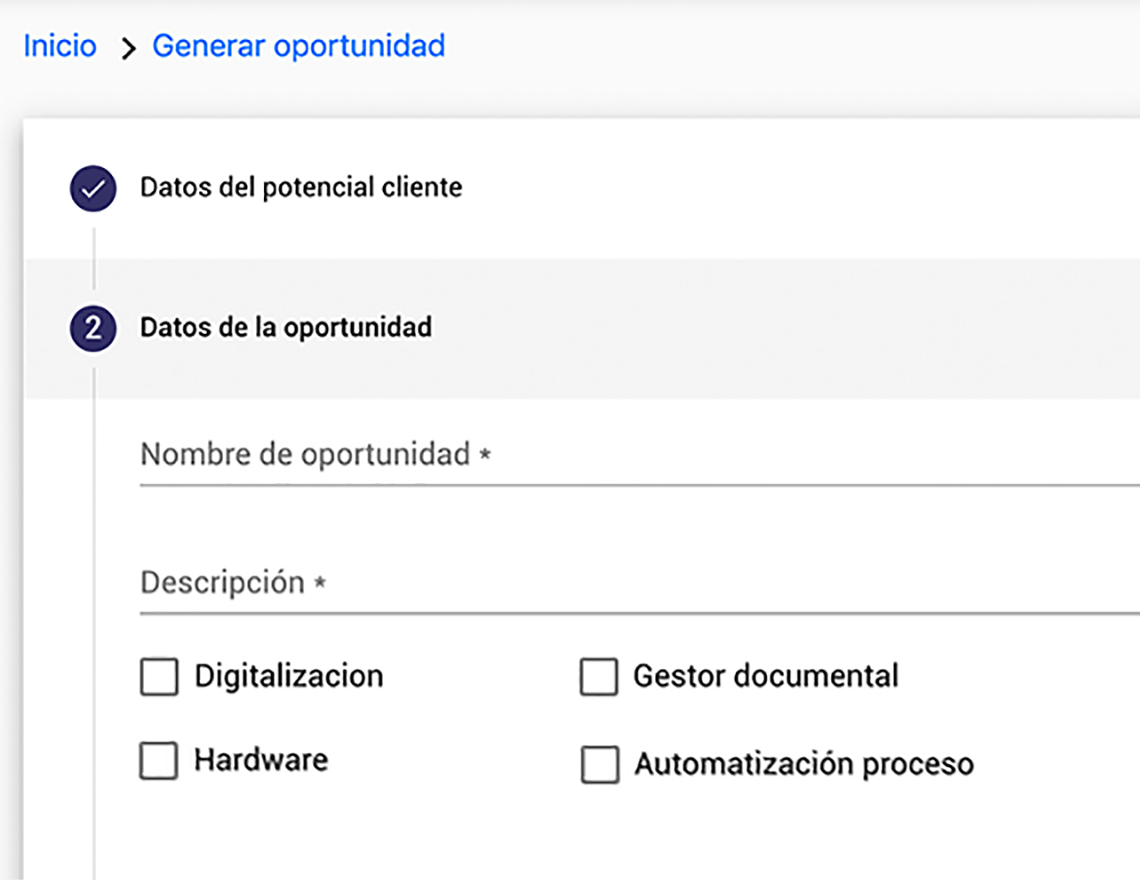 Inicio > Generar oportunidad
Datos del potencial cliente
2 Datos de la oportunidad
Nombre de oportunidad *
Descripción *
Digitalizacion Gestor documental
Hardware Automatización proceso